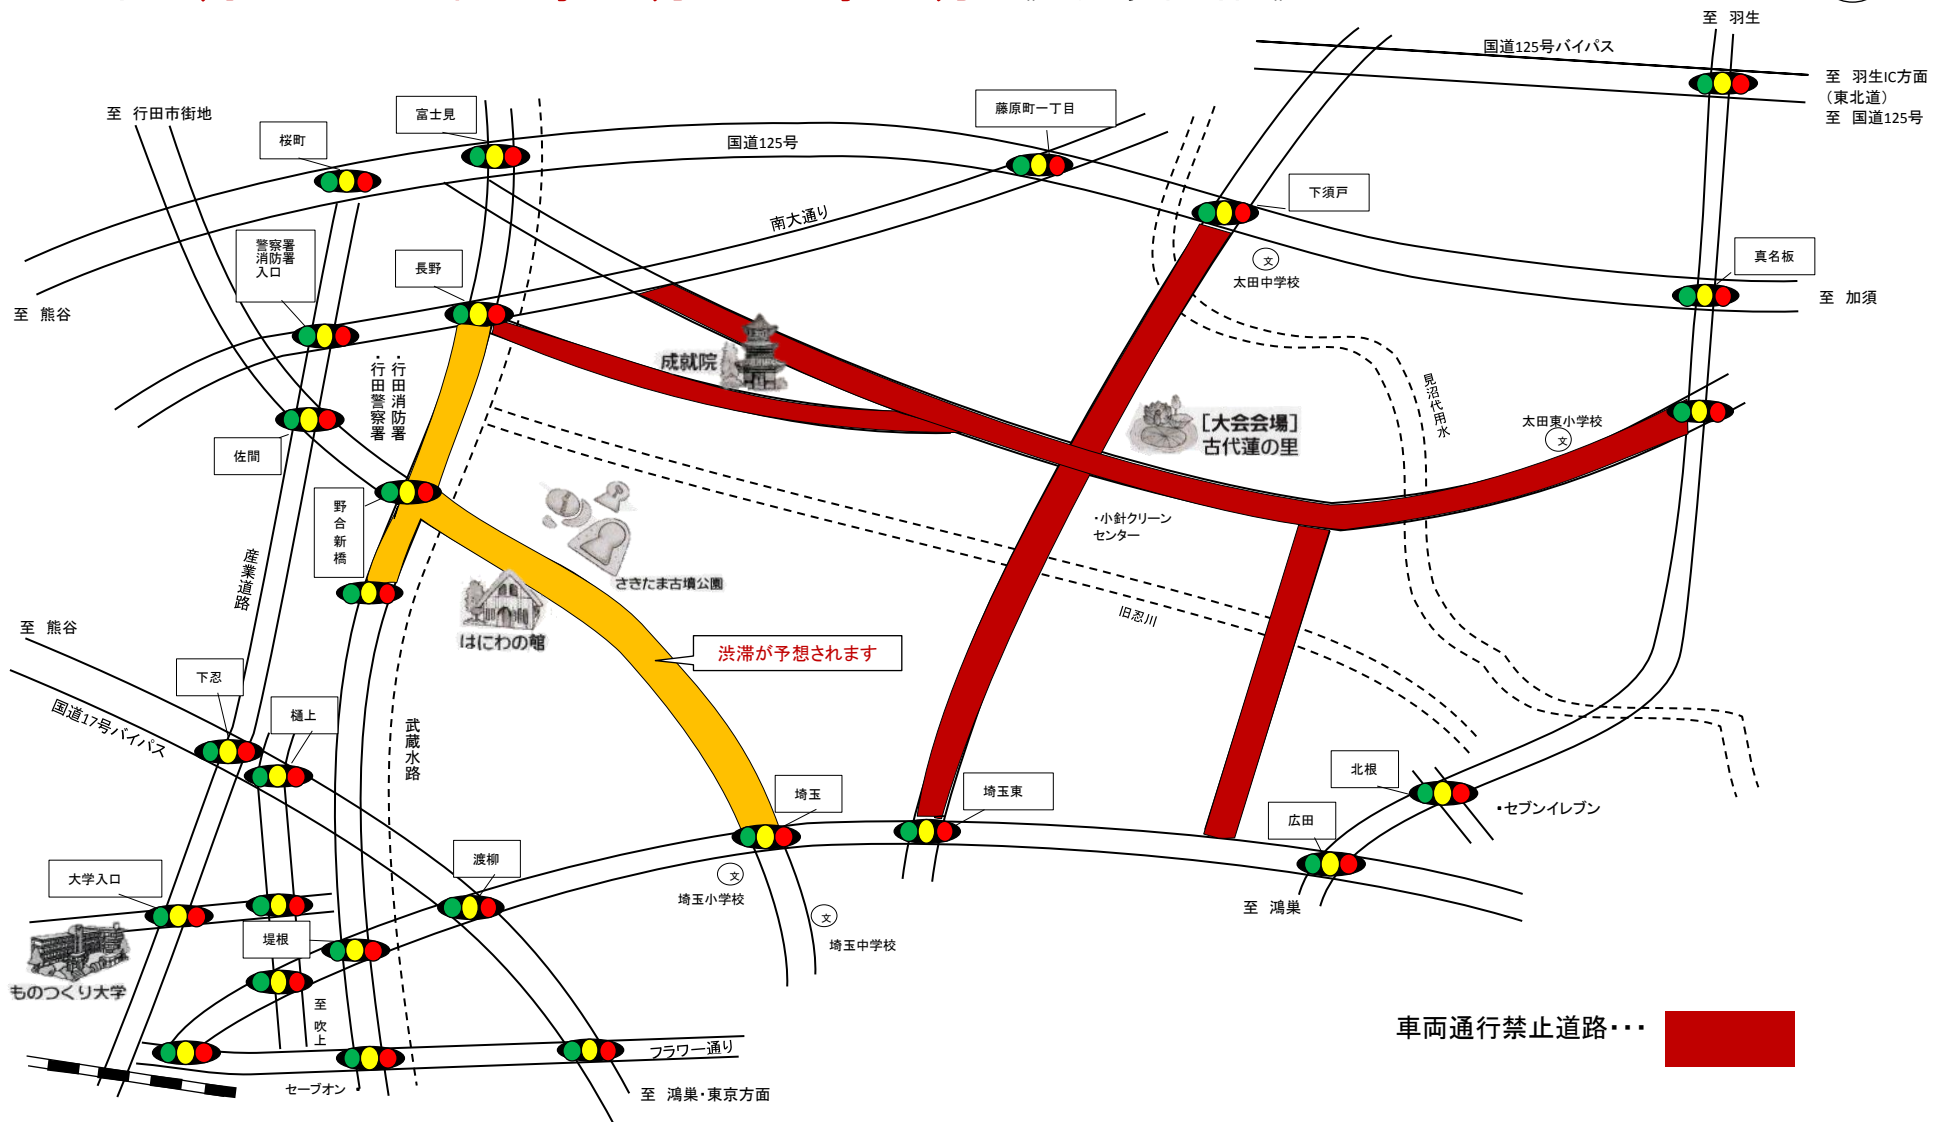 至 羽生
国道125号バイパス
至 羽生IC方面
（東北道）
至 国道125号
至 行田市街地
富士見
藤原町一丁目
桜町
国道125号
下須戸
南大通り
警察署
消防署
入口
長野
真名板
文
太田中学校
至 加須
至 熊谷
成就院
・行田消防署
・行田警察署
見沼代用水
［大会会場］
古代蓮の里
太田東小学校
文
佐間
野合新橋
・小針クリーン
センター
さきたま古墳公園
産業道路
旧忍川
はにわの館
至 熊谷
渋滞が予想されます
下忍
樋上
国道17号バイパス
武蔵水路
埼玉
埼玉東
北根
・セブンイレブン
広田
渡柳
大学入口
文
埼玉小学校
至 鴻巣
文
埼玉中学校
堤根
ものつくり大学
至 吹上
車両通行禁止道路・・・
フラワー通り
セーブオン ・
至 鴻巣・東京方面